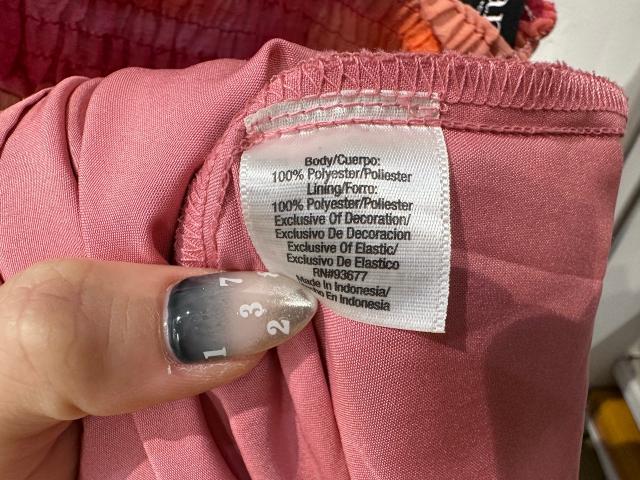 Body/Cuerpo:
100% Polyester/Poliester
Lining/Forro:
100% Polyester/Poliester
Exclusive Of Decoration/
Exclusivo De Decoracion
Exclusive Of Elastic/
Exclusivo De Elastico
RN#93677
Made In Indonesia/
En Indonesia
7
3
2
1